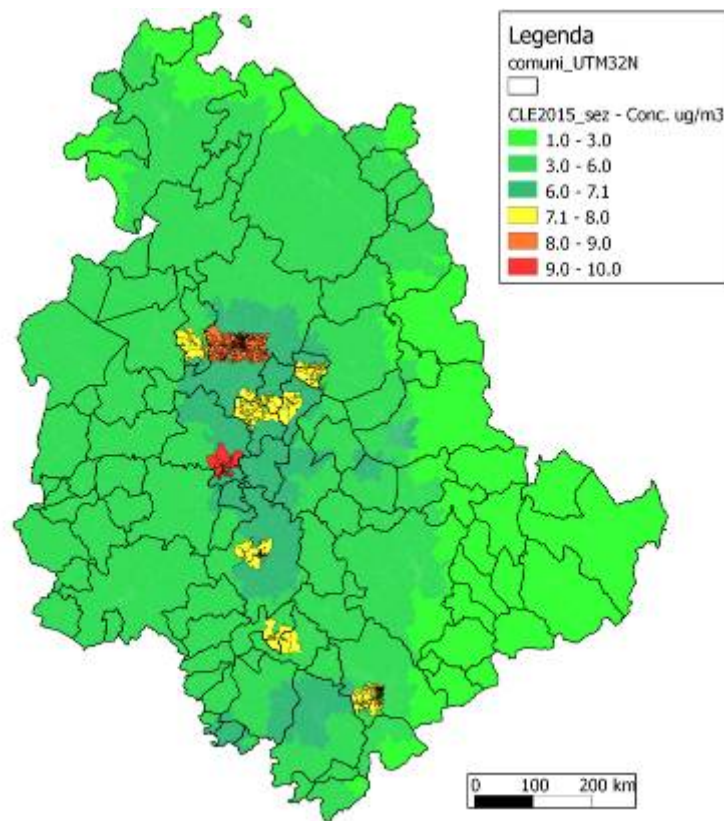 Legenda
comuni_UTM32N
CLE2015_sez - Conc. ug/m3
1.0 - 3.0
3.0 - 6.0
6.0 - 7.1
7.1 - 8.0
8.0 - 9.0
9.0 - 10.0
0 100 200 km